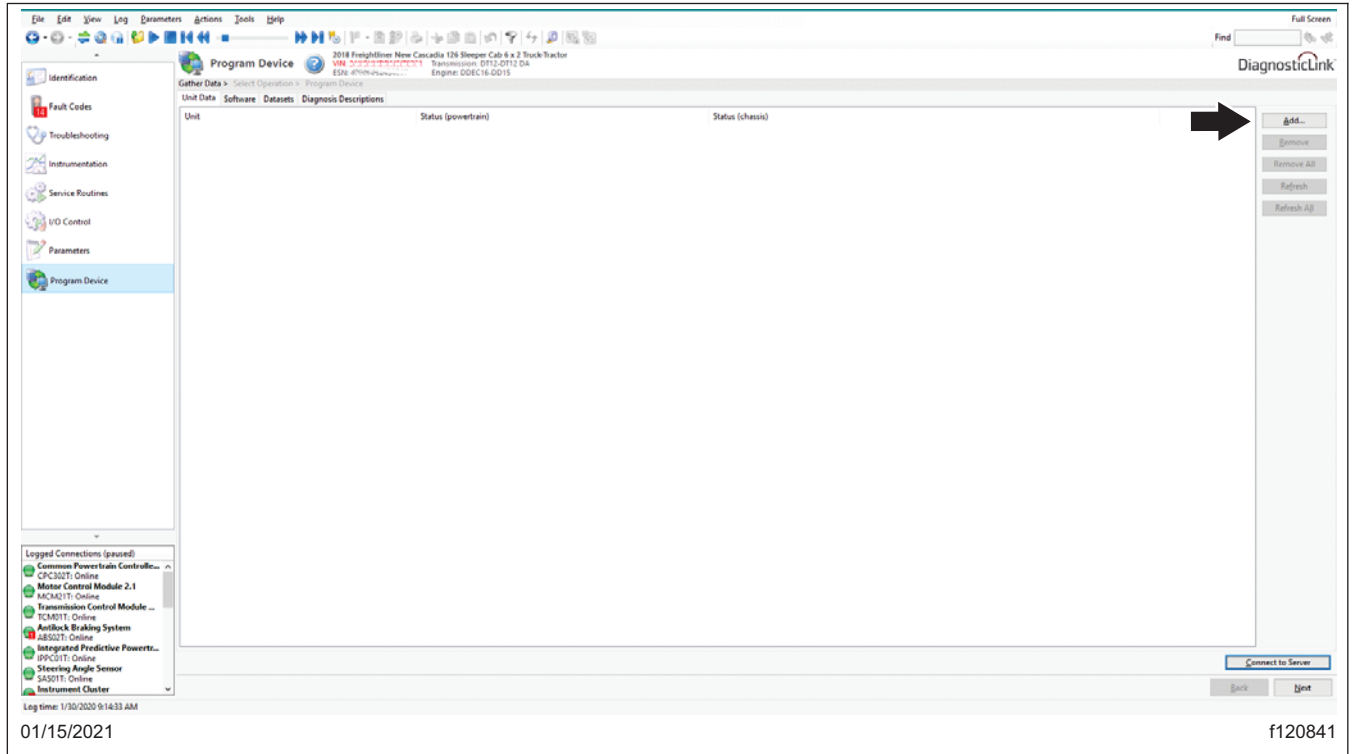 File Edit View Log Parameters Actions Tools Help Full Screen
Find
Program Device
2018 Freightliner New Cascadia 126 Sleeper Cab 6 x 2 Truck-Tractor
VIN: Transmission: DT12-DT12 DA
ESN: Engine: DDEC16-DD15
DiagnosticLink
Gather Data > Select Operation > Program Device
Unit Data Software Datasets Diagnosis Descriptions
Unit Status (powertrain) Status (chassis)
Add...
Remove
Remove All
Refresh
Refresh All
Identification
Fault Codes
14
Troubleshooting
Instrumentation
Service Routines
I/O Control
Parameters
Program Device
Logged Connections (paused)
Common Powertrain Controlle...
CPC302T: Online
Motor Control Module 2.1
MCM21T: Online
Transmission Control Module ...
TCM01T: Online
Antilock Braking System
ABS02T: Online
Integrated Predictive Powertr...
IPPC01T: Online
Steering Angle Sensor
SAS01T: Online
Instrument Cluster
Connect to Server
Back Next
Log time: 1/30/2020 9:14:33 AM
01/15/2021 f120841